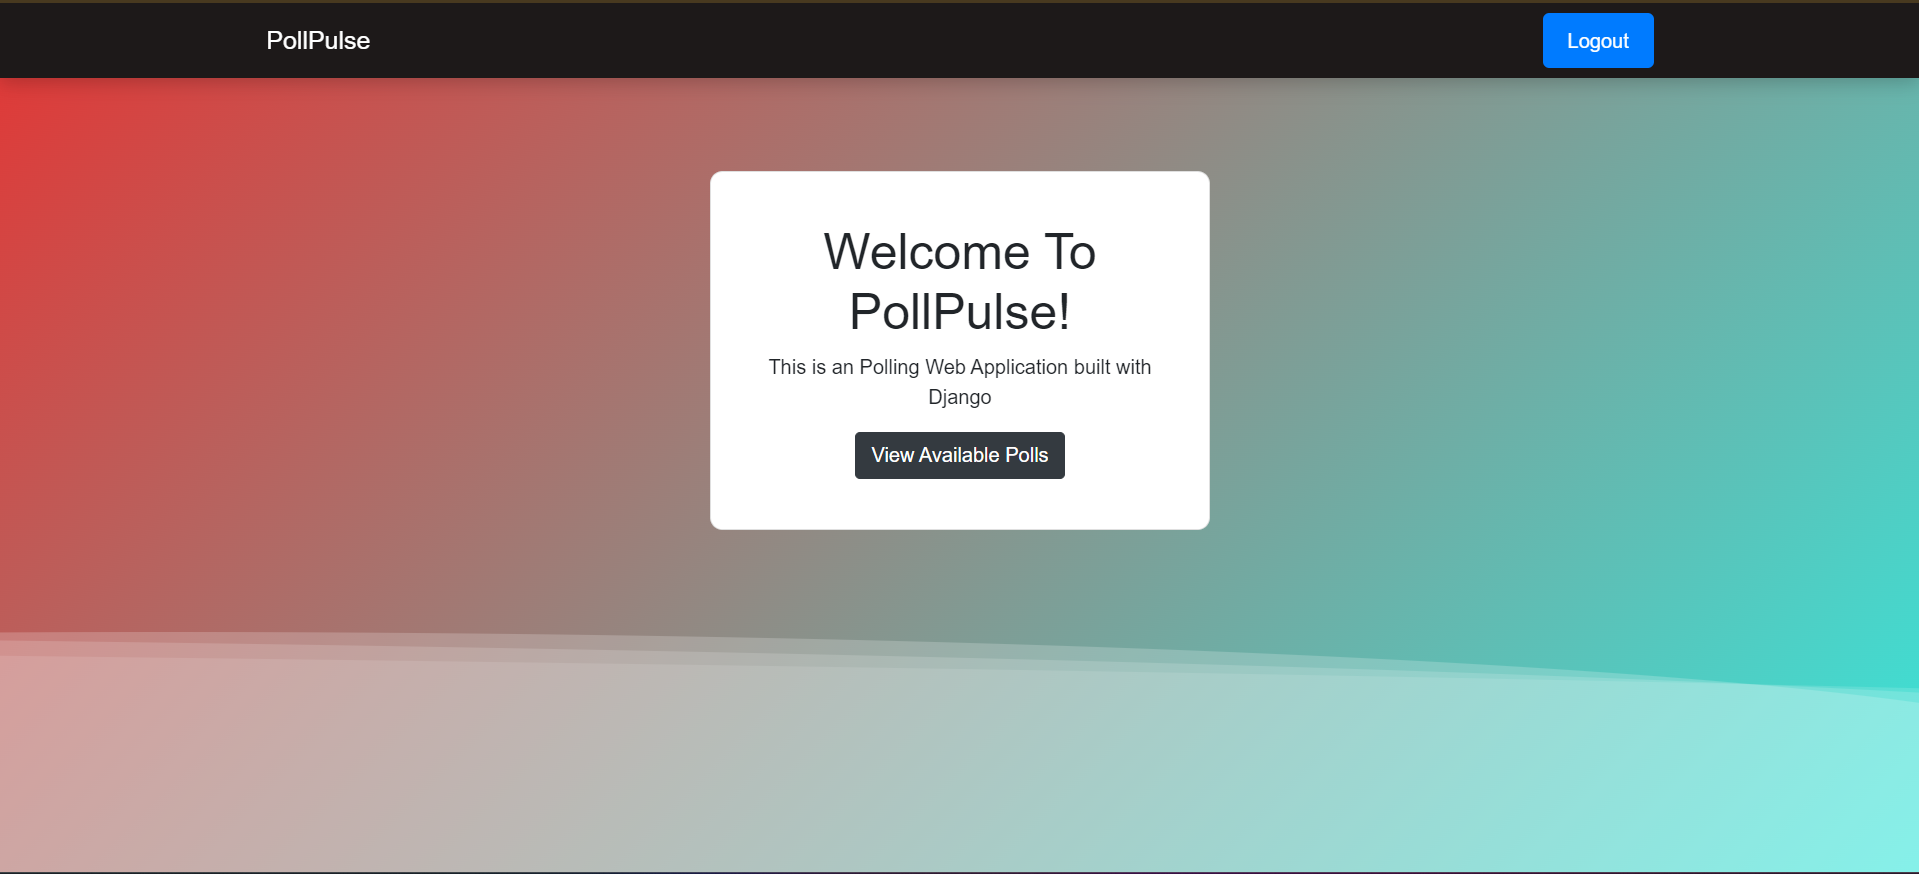 PollPulse
Logout
Welcome To
PollPulse!
This is an Polling Web Application built with
Django
View Available Polls